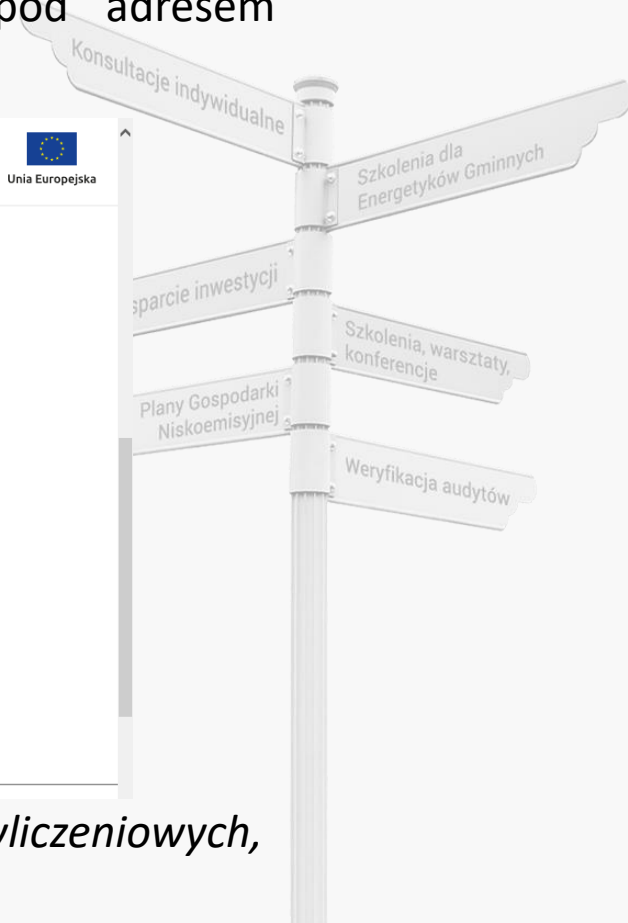 pod adresem
Konsultacje indywidualne
Szkolenia dla
Energetyków Gminnych
Unia Europejska
sparcie inwestycji
Szkolenia, warsztaty,
konferencje
Plany Gospodarki
Niskoemisyjnej
Weryfikacja audytów
yliczeniowych,